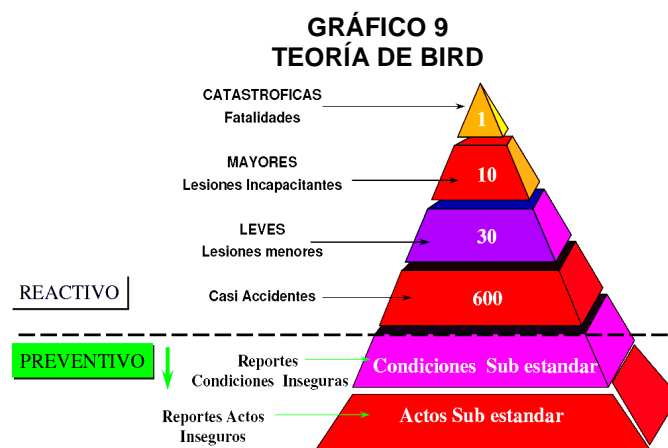 GRÁFICO 9
TEORÍA DE BIRD
CATASTROFICAS
Fatalidades
1
MAYORES
Lesiones Incapacitantes
10
LEVES
Lesiones menores
30
Casi Accidentes
600
REACTIVO
PREVENTIVO
Reportes
Condiciones Inseguras
Condiciones Sub estandar
Reportes Actos
Inseguros
Actos Sub estandar